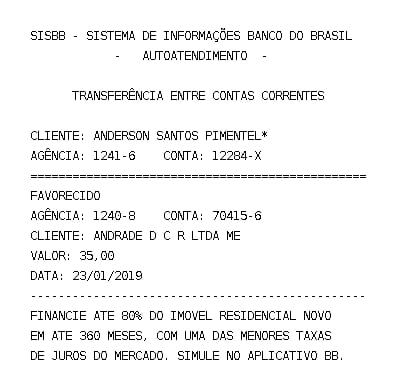 SISBB - SISTEMA DE INFORMAÇÕES BANCO DO BRASIL
- AUTOATENDIMENTO -
TRANSFERÊNCIA ENTRE CONTAS CORRENTES
CLIENTE: ANDERSON SANTOS PIMENTEL*
AGÊNCIA: 1241-6 CONTA: 12284-X
================================================
FAVORECIDO
AGÊNCIA: 1240-8 CONTA: 70415-6
CLIENTE: ANDRADE D C R LTDA ME
VALOR: 35,00
DATA: 23/01/2019
------------------------------------------------
FINANCIE ATE 80% DO IMOVEL RESIDENCIAL NOVO
EM ATE 360 MESES, COM UMA DAS MENORES TAXAS
DE JUROS DO MERCADO. SIMULE NO APLICATIVO BB.